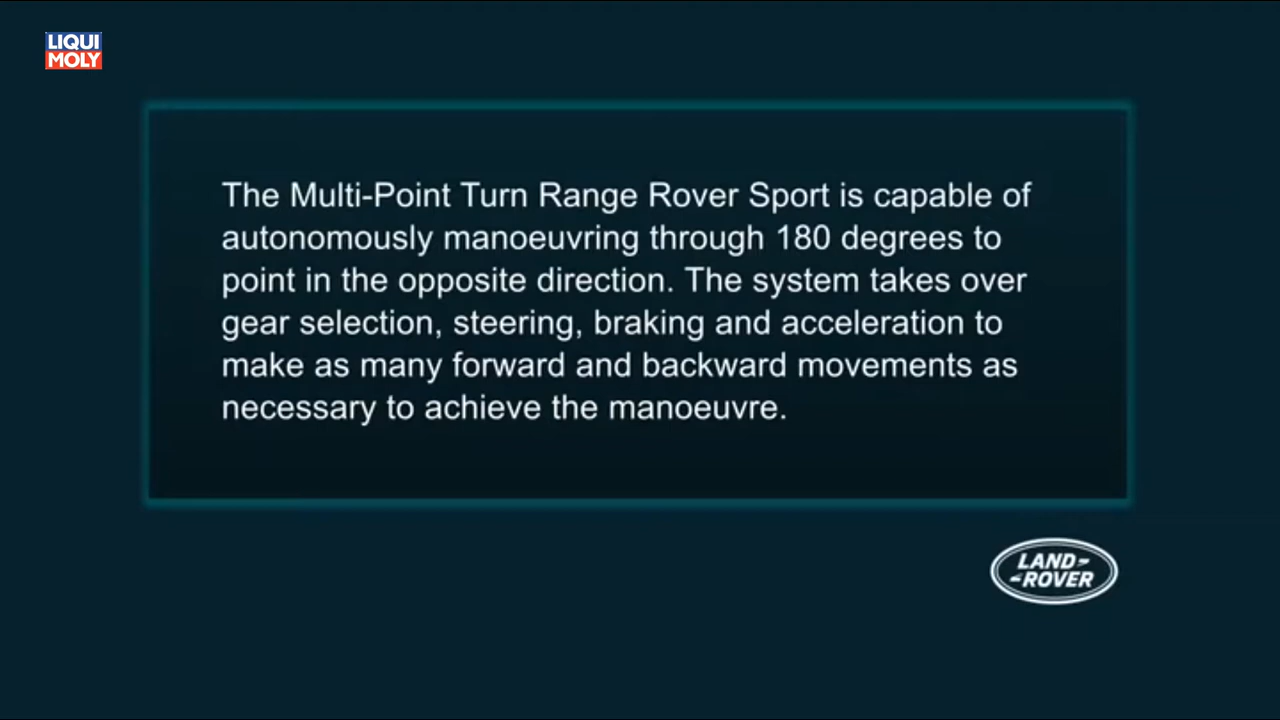 LIQUI
MOLY
The Multi-Point Turn Range Rover Sport is capable of
autonomously manoeuvring through 180 degrees to
point in the opposite direction. The system takes over
gear selection, steering, braking and acceleration to
make as many forward and backward movements as
necessary to achieve the manoeuvre.
LAND-
-ROVER